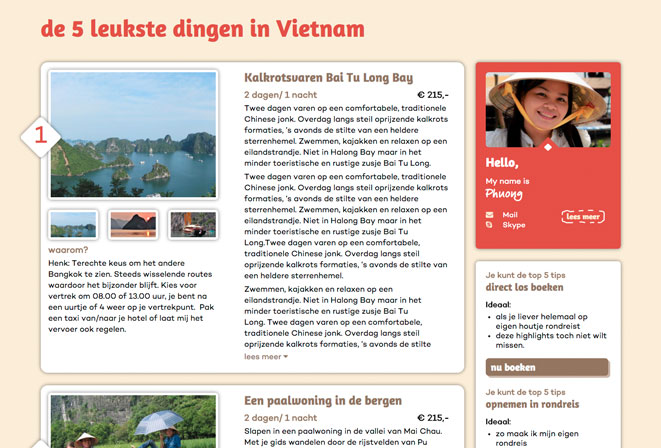 de 5 leukste dingen in Vietnam
1
waarom?
Henk: Terechte keus om het andere
Bangkok te zien. Steeds wisselende routes
waardoor het bijzonder blijft. Kies voor
vertrek om 08.00 of 13.00 uur, je bent na
een uurtje of 4 weer op je vertrekpunt. Pak
een taxi van/naar je hotel of laat mij het
vervoer ook regelen.
Kalkrotsvaren Bai Tu Long Bay
2 dagen/ 1 nacht € 215,-
Twee dagen varen op een comfortabele, traditionele
Chinese jonk. Overdag langs steil oprijzende kalkrots
formaties, 's avonds de stilte van een heldere
sterrenhemel. Zwemmen, kajakken en relaxen op een
eilandstrandje. Niet in Halong Bay maar in het
minder toeristische en rustige zusje Bai Tu Long.
Twee dagen varen op een comfortabele, traditionele
Chinese jonk. Overdag langs steil oprijzende kalkrots
formaties, 's avonds de stilte van een heldere
sterrenhemel. Zwemmen, kajakken en relaxen op een
eilandstrandje. Niet in Halong Bay maar in het
minder toeristische en rustige zusje Bai Tu
Long.Twee dagen varen op een comfortabele,
traditionele Chinese jonk. Overdag langs steil
oprijzende kalkrots formaties, 's avonds de stilte van
een heldere sterrenhemel.
Zwemmen, kajakken en relaxen op een
eilandstrandje. Niet in Halong Bay maar in het
minder toeristische en rustige zusje Bai Tu
Long. Twee dagen varen op een comfortabele,
traditionele Chinese jonk. Overdag langs steil
oprijzende kalkrots formaties, 's avonds de stilte
lees meer
Een paalwoning in de bergen
2 dagen/ 1 nacht € 215,-
Slapen in een paalwoning in de vallei van Mai Chau.
Met je gids wandelen door de rijstvelden van Pu
Hello,
My name is
Phuong
Mail
Skype
lees meer
Je kunt de top 5 tips
direct los boeken
Ideaal:
• als je liever helemaal op
eigen houtje rondreist
• deze highlights toch niet wilt
missen.
nu boeken
Je kunt de top 5 tips
opnemen in rondreis
Ideaal:
• zo maak ik mijn eigen
rondreis